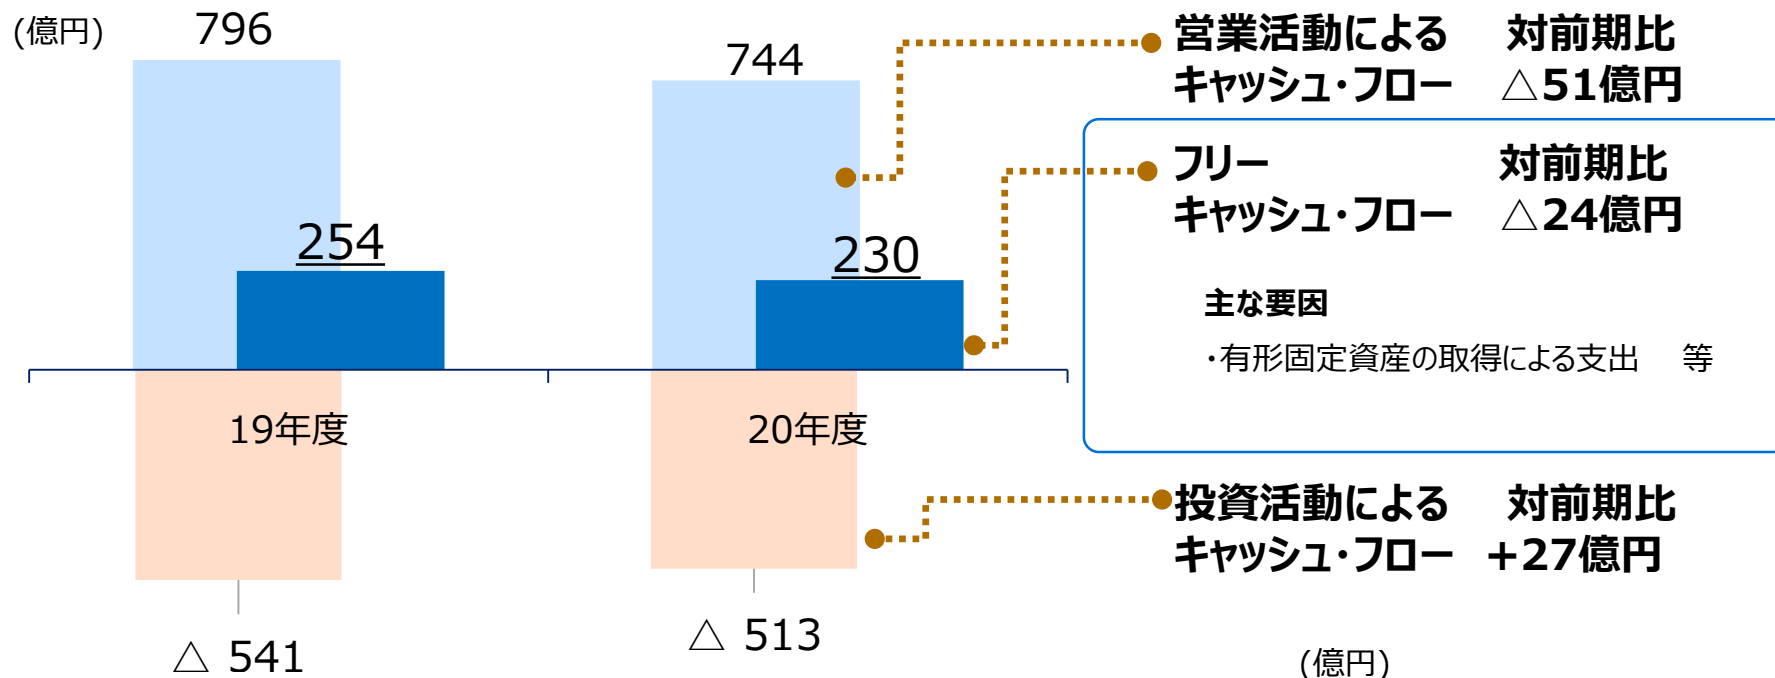 (億円)
796
254
19年度
△ 541
744
230
20年度
△ 513
営業活動による　対前期比
キャッシュ・フロー　△51億円
フリー　対前期比
キャッシュ・フロー　△24億円
主な要因
・有形固定資産の取得による支出　等
投資活動による　対前期比
キャッシュ・フロー　+27億円
(億円)